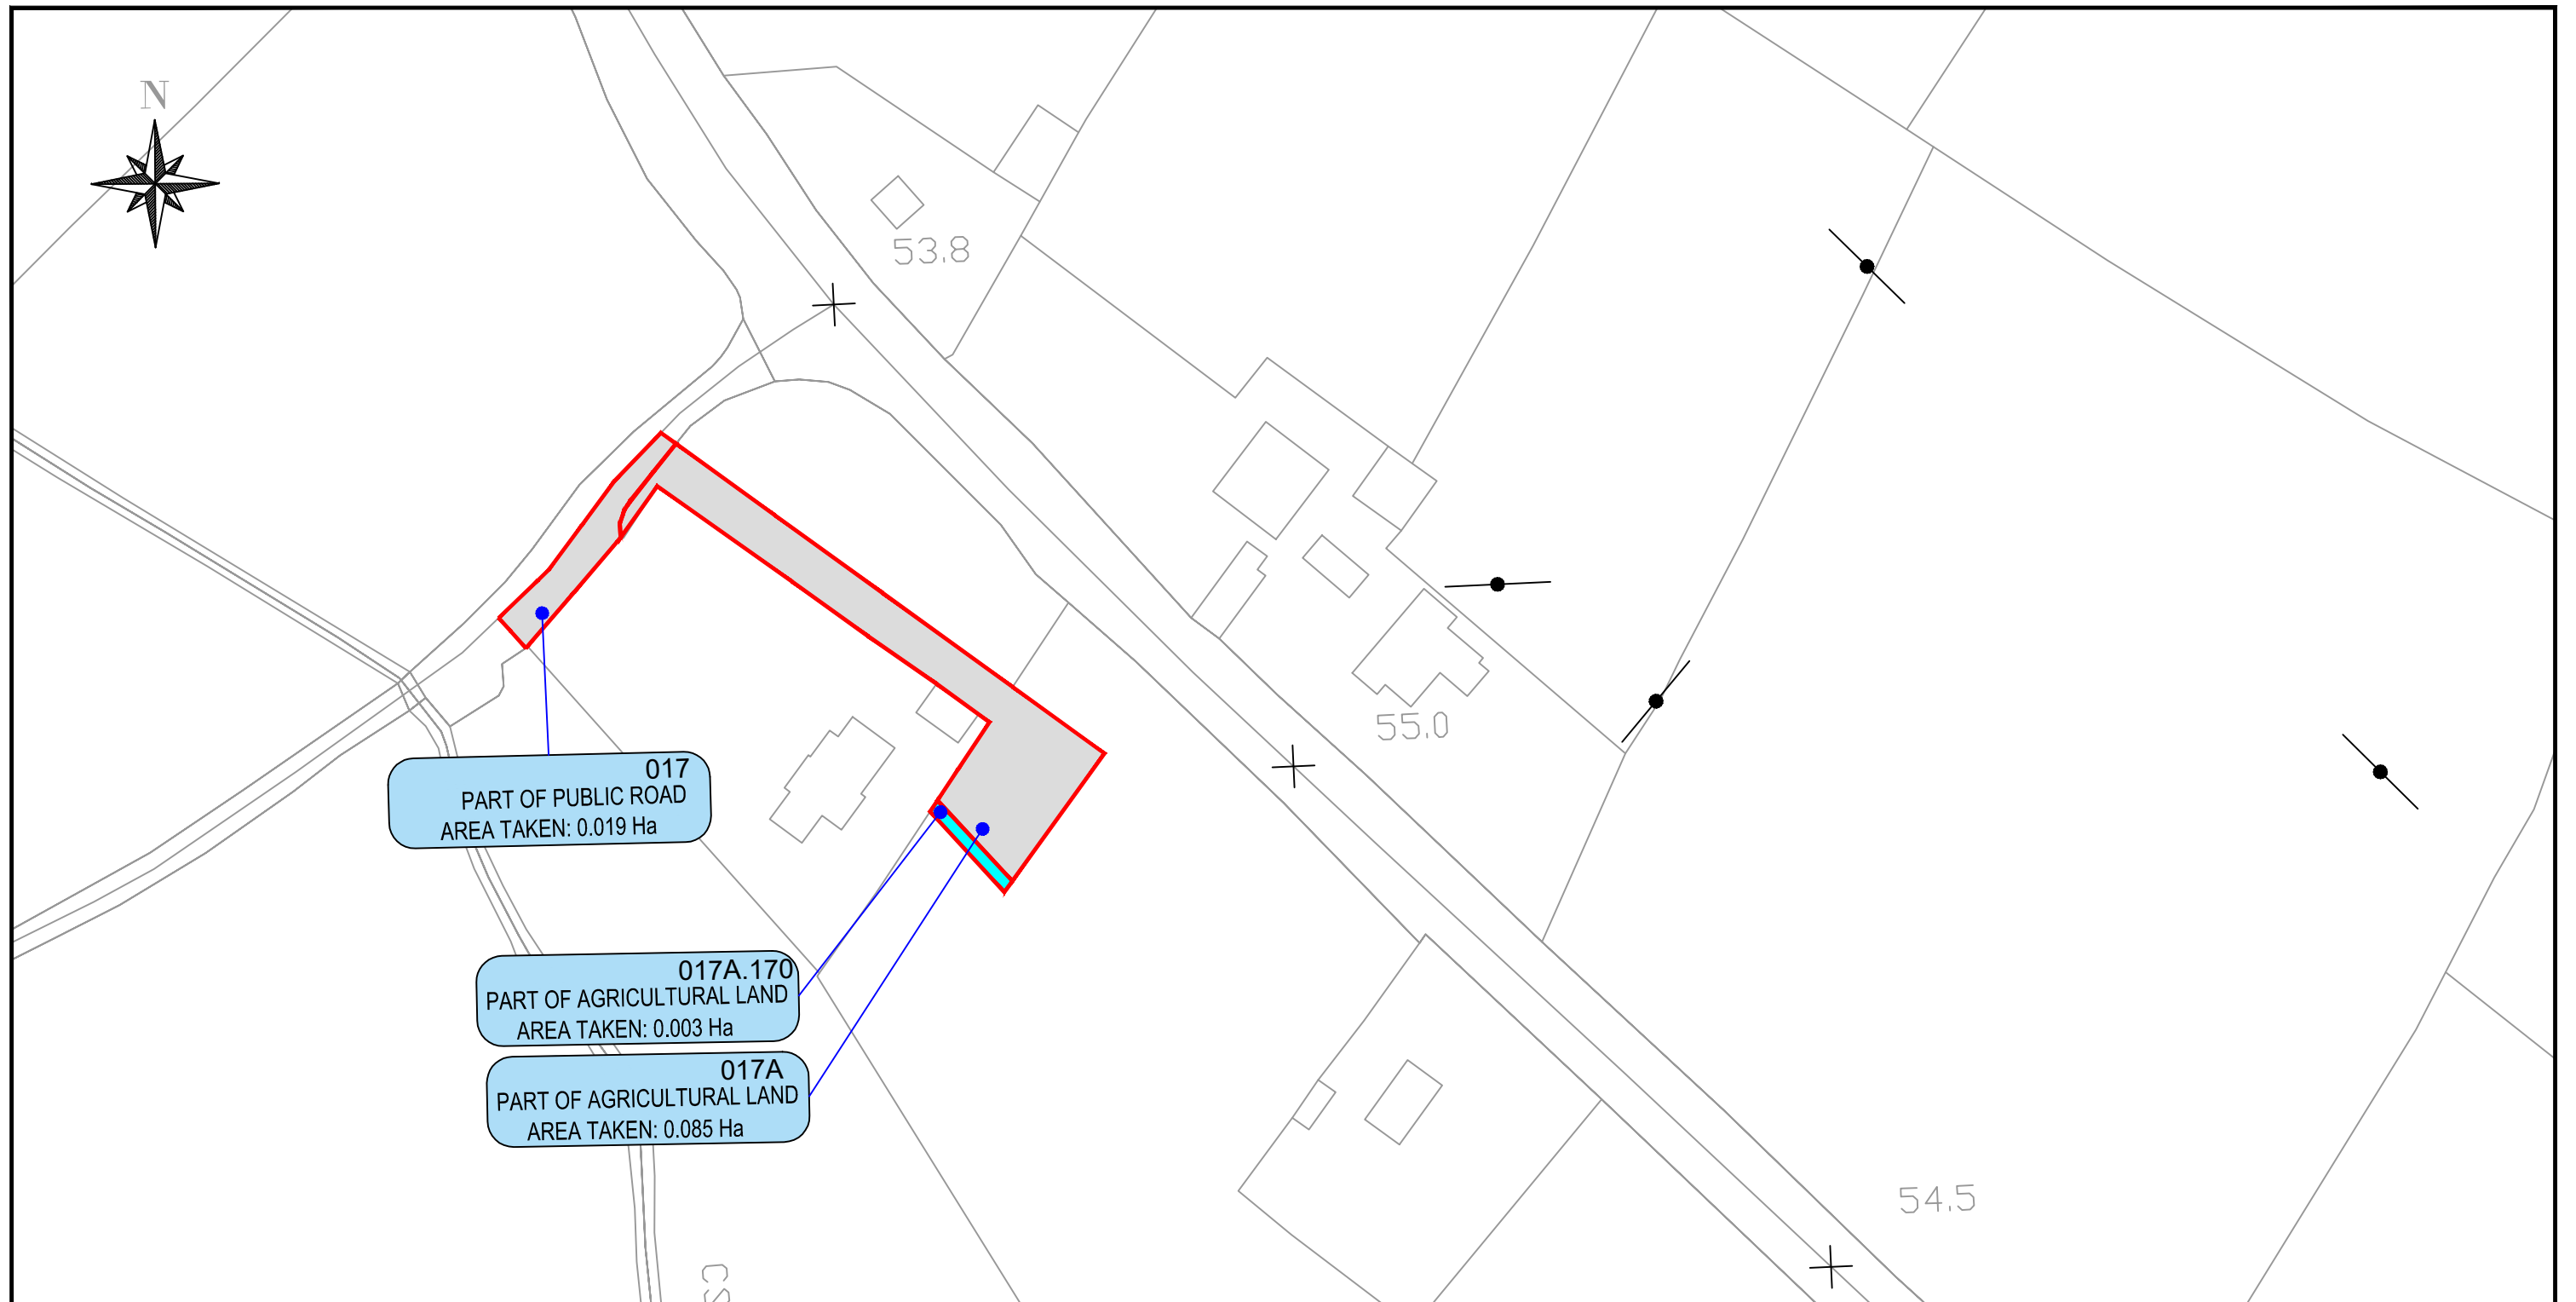 N
53.8
55.0
017
PART OF PUBLIC ROAD
AREA TAKEN: 0.019 Ha
017A.170
PART OF AGRICULTURAL LAND
AREA TAKEN: 0.003 Ha
017A
PART OF AGRICULTURAL LAND
AREA TAKEN: 0.085 Ha
54.5